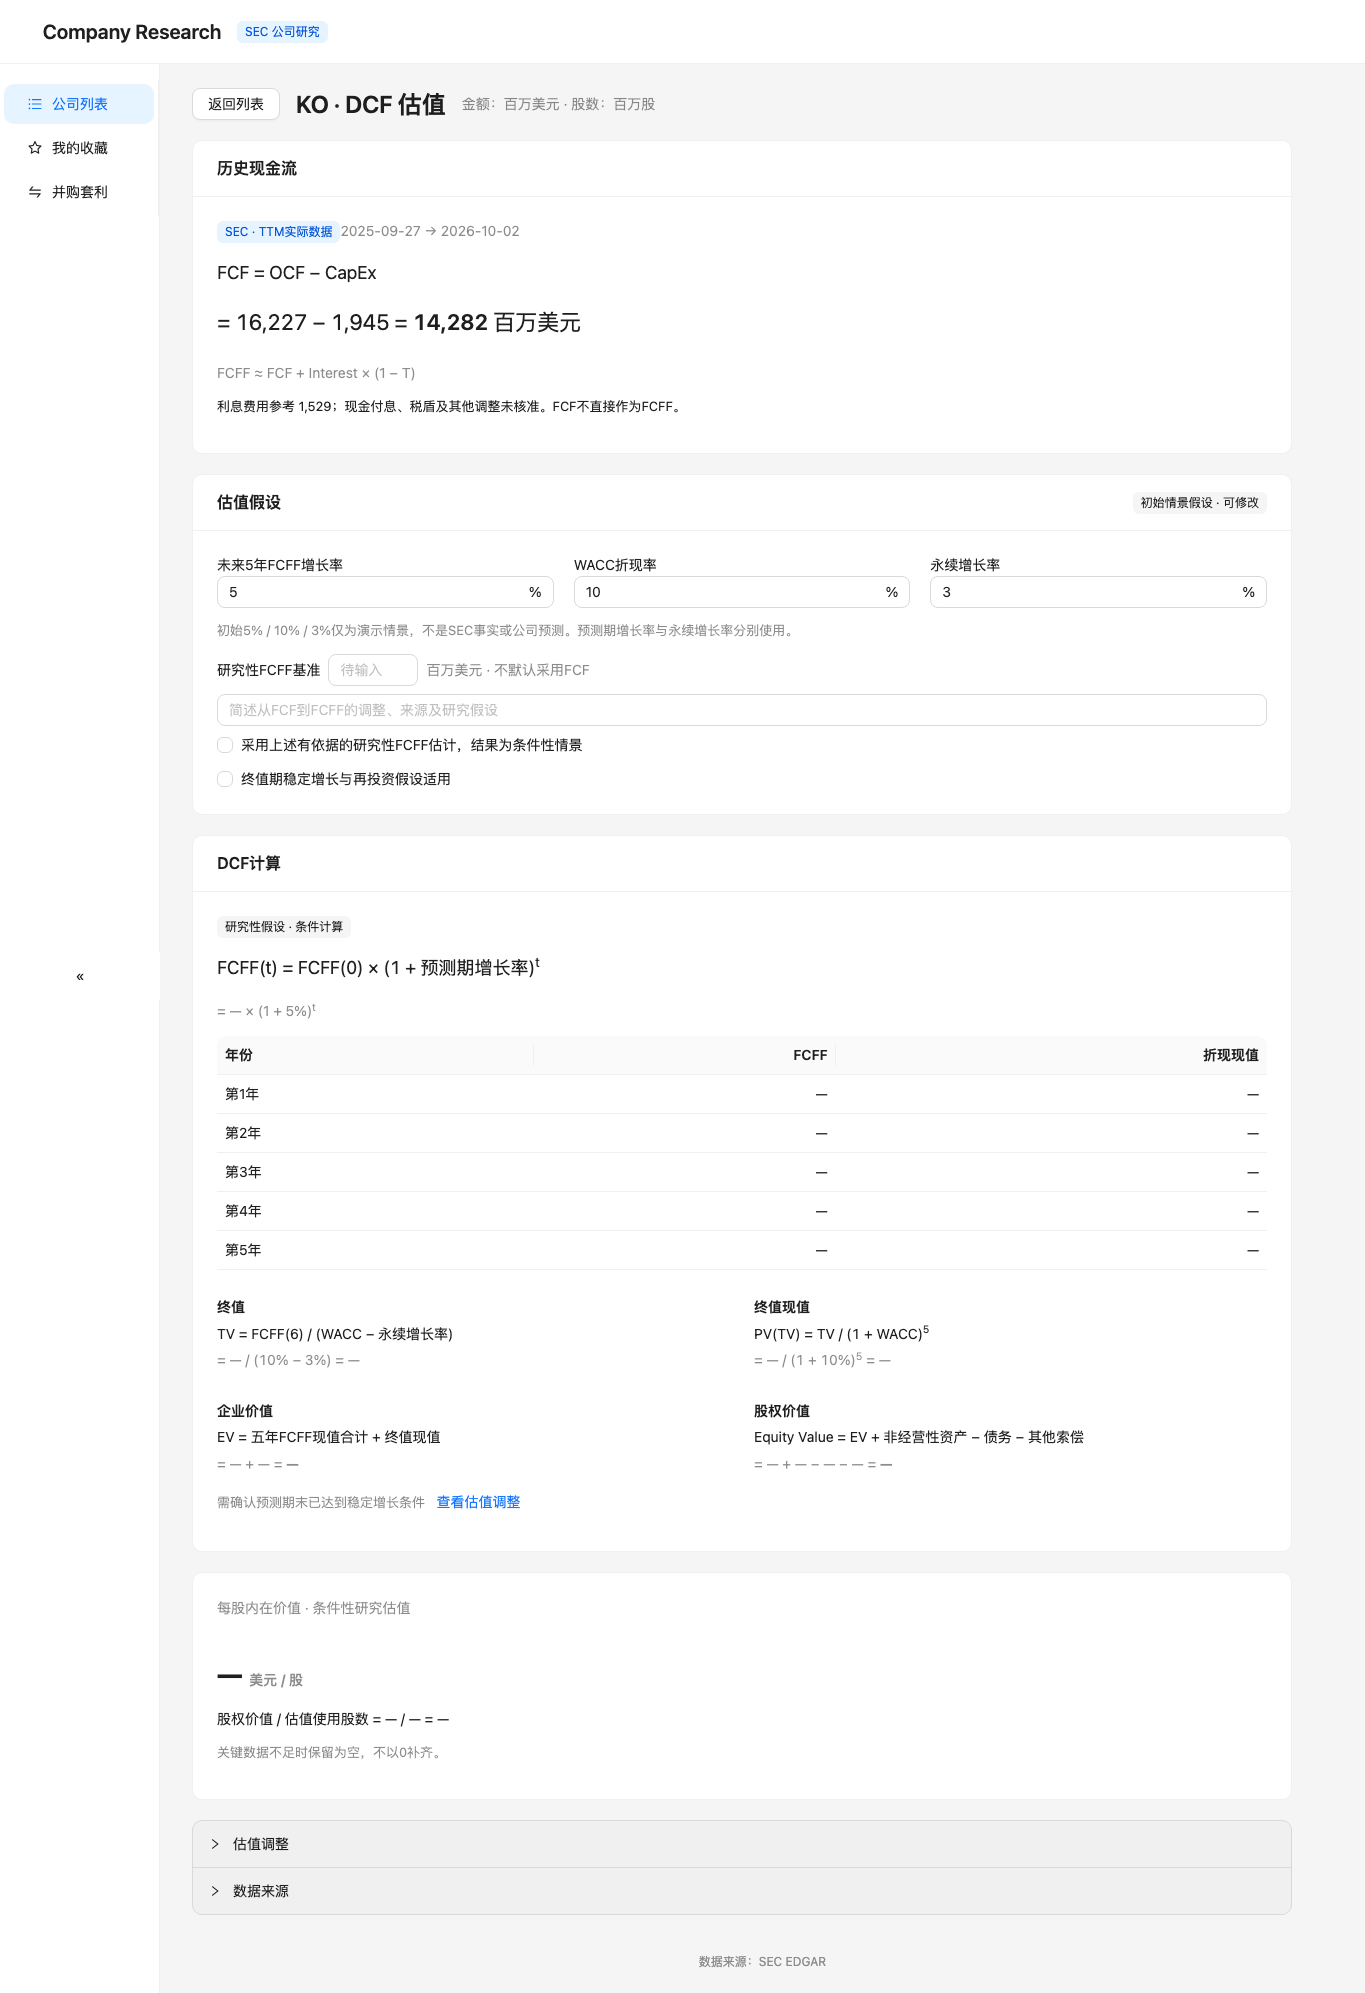 Company Research SEC 公司研究
公司列表
我的收藏
并购套利
«
返回列表 KO · DCF 估值 金额：百万美元 · 股数：百万股
历史现金流
SEC · TTM实际数据 2025-09-27 → 2026-10-02
FCF = OCF − CapEx
= 16,227 − 1,945 = 14,282 百万美元
FCFF ≈ FCF + Interest × (1 − T)
利息费用参考 1,529；现金付息、税盾及其他调整未核准。FCF不直接作为FCFF。
估值假设 初始情景假设 · 可修改
未来5年FCFF增长率 WACC折现率 永续增长率
5 % 10 % 3 %
初始5% / 10% / 3%仅为演示情景，不是SEC事实或公司预测。预测期增长率与永续增长率分别使用。
研究性FCFF基准 待输入 百万美元 · 不默认采用FCF
简述从FCF到FCFF的调整、来源及研究假设
采用上述有依据的研究性FCFF估计，结果为条件性情景
终值期稳定增长与再投资假设适用
DCF计算
研究性假设 · 条件计算
FCFF(t) = FCFF(0) × (1 + 预测期增长率)ᵗ
= — × (1 + 5%)ᵗ
年份 FCFF 折现现值
第1年 — —
第2年 — —
第3年 — —
第4年 — —
第5年 — —
终值 终值现值
TV = FCFF(6) / (WACC − 永续增长率) PV(TV) = TV / (1 + WACC)⁵
= — / (10% − 3%) = — = — / (1 + 10%)⁵ = —
企业价值 股权价值
EV = 五年FCFF现值合计 + 终值现值 Equity Value = EV + 非经营性资产 − 债务 − 其他索偿
= — + — = — = — + — − — − — = —
需确认预测期末已达到稳定增长条件 查看估值调整
每股内在价值 · 条件性研究估值
— 美元 / 股
股权价值 / 估值使用股数 = — / — = —
关键数据不足时保留为空，不以0补齐。
估值调整
数据来源
数据来源：SEC EDGAR